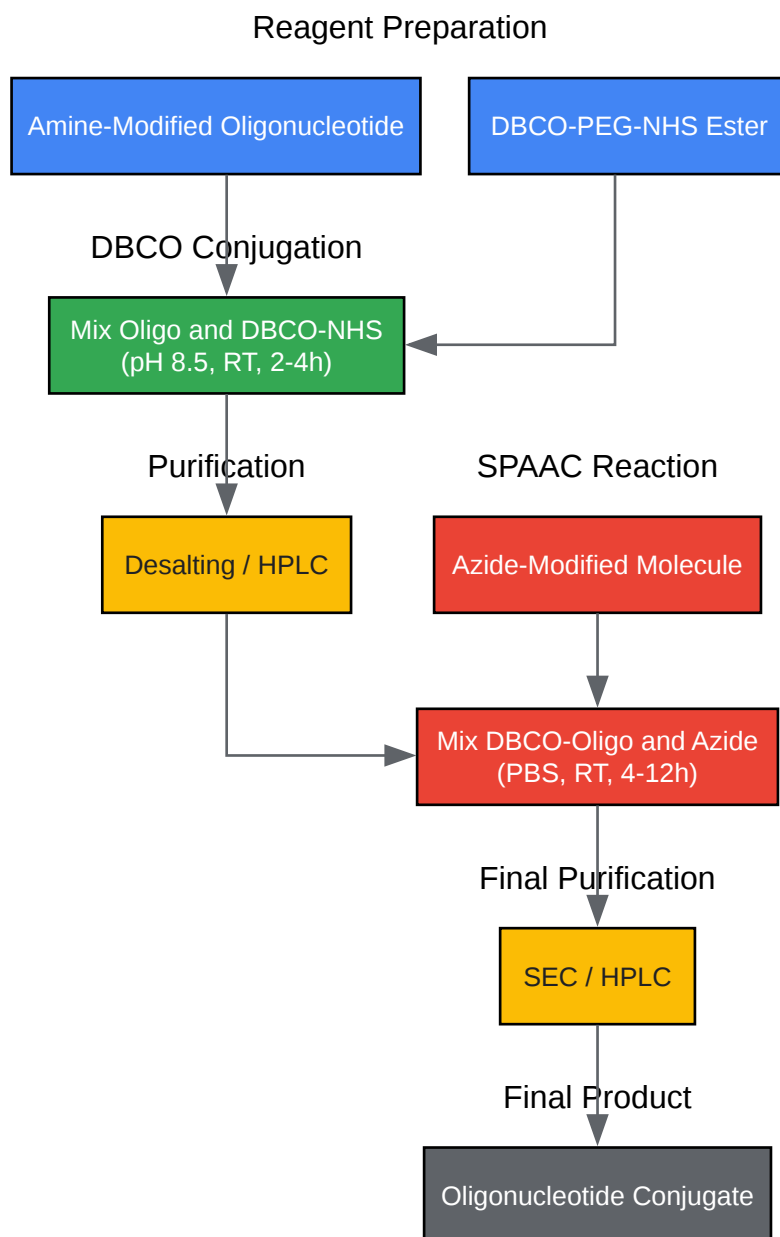 Reagent Preparation
Amine-Modified Oligonucleotide
DBCO-PEG-NHS Ester
DBCO Conjugation
Mix Oligo and DBCO-NHS
(pH 8.5, RT, 2-4h)
Purification
SPAAC Reaction
Desalting / HPLC
Azide-Modified Molecule
Mix DBCO-Oligo and Azide
(PBS, RT, 4-12h)
Final Purification
SEC / HPLC
Final Product
Oligonucleotide Conjugate